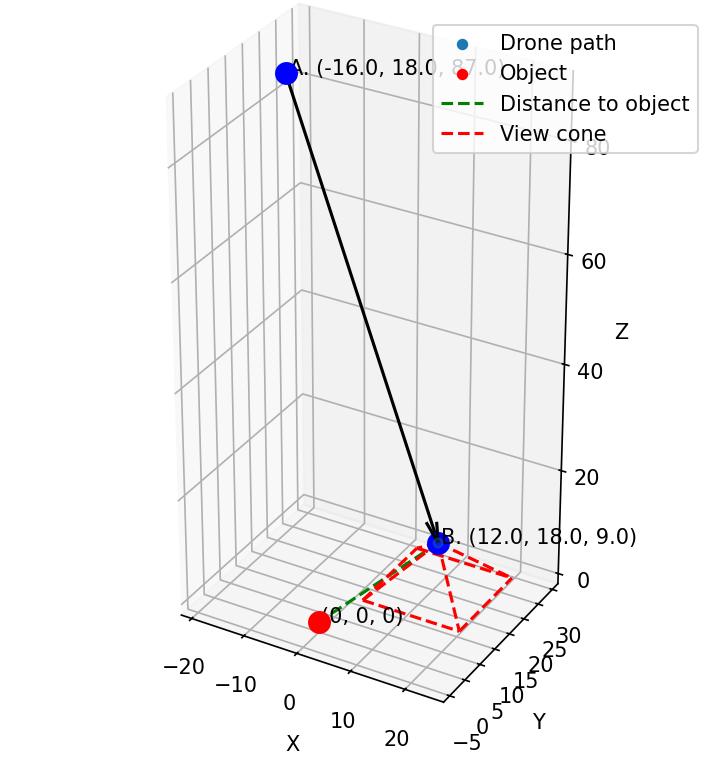 A. (-16.0, 18.0, 87.0)
Drone path
Object
Distance to object
View cone
80
60
Z
40
20
B. (12.0, 18.0, 9.0)
0
(0, 0, 0)
−20
−10
0
10
20
X
−5
0
5
10
15
20
25
30
Y